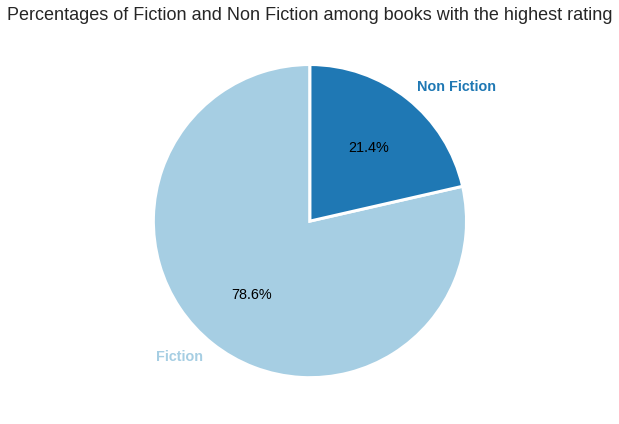 Percentages of Fiction and Non Fiction among books with the highest rating
Non Fiction
21.4%
78.6%
Fiction